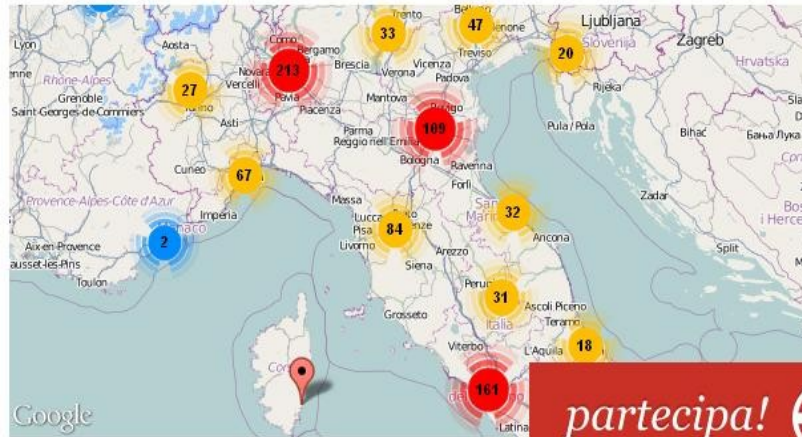 Trento
Ljubljana
Lyon
Como
33
47
Slovenija
Zagreb
Aosta
Bergamo
Treviso
20
Rhône-Alpes
213
Novara
Brescia
Vicenza
Hrvatska
27
Vercelli
Verona
Padova
Rijeka
Grenoble
Pavia
Mantova
Saint-Georges-de-Commiers
Piacenza
109
Asti
Parma
Pula / Pola
Bihać
Reggio nell'Emilia
Бања Лука
Cuneo
67
Bologna
Ravenna
Forlì
Zadar
Provence-Alpes-Côte d'Azur
Massa
Imperia
Lucca
32
84
Pisa
Aix-en-Provence
2
Livorno
Arezzo
Ancona
Split
Toulon
Siena
31
Ascoli Piceno
Grosseto
Italia
Teramo
Viterbo
L'Aquila
18
161
Google
Latina
partecipa!